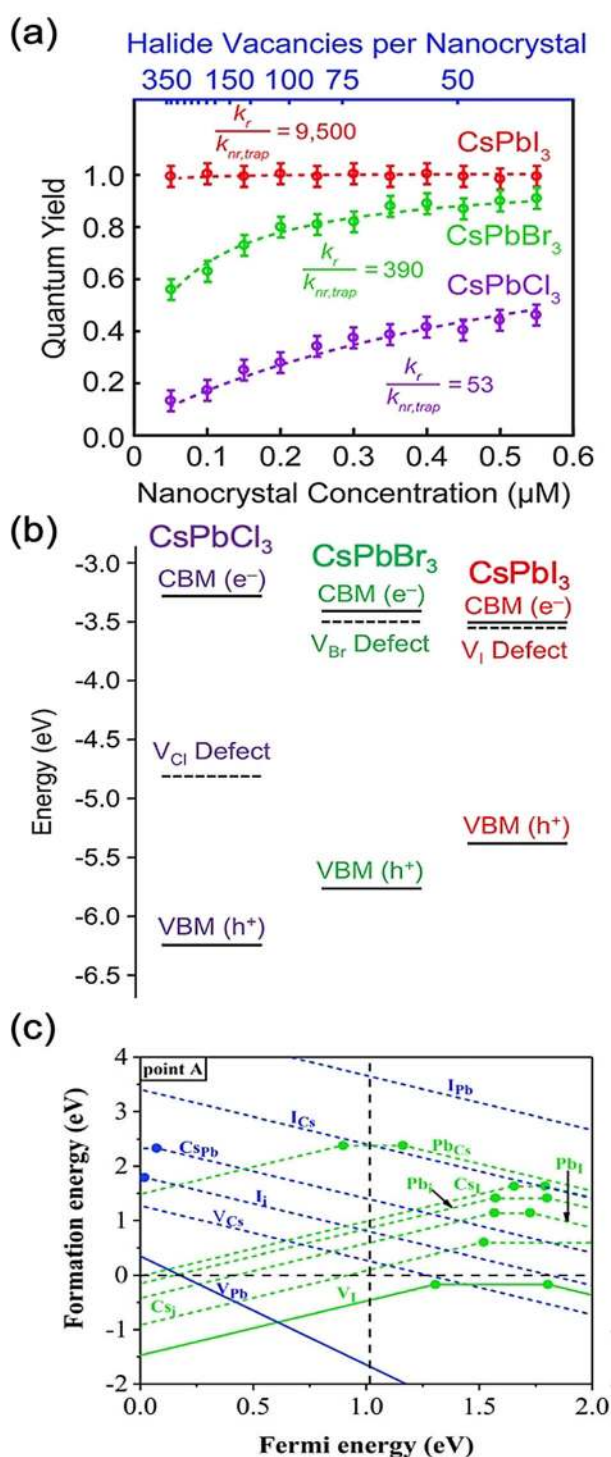 (a)
Halide Vacancies per Nanocrystal
350 150 100 75 50
k_r / k_nr,trap = 9,500
CsPbI₃
k_r / k_nr,trap = 390
CsPbBr₃
CsPbCl₃
k_r / k_nr,trap = 53
Quantum Yield
1.0
0.8
0.6
0.4
0.2
0.0
0 0.1 0.2 0.3 0.4 0.5 0.6
Nanocrystal Concentration (μM)
(b)
CsPbCl₃ CsPbBr₃ CsPbI₃
CBM (e⁻) CBM (e⁻) CBM (e⁻)
V_Br Defect V_I Defect
V_Cl Defect
VBM (h⁺)
VBM (h⁺)
VBM (h⁺)
Energy (eV)
-3.0
-3.5
-4.0
-4.5
-5.0
-5.5
-6.0
-6.5
(c)
point A
I_Pb
I_Cs
Cs_Pb
Pb_Cs
Pb_I
Pb_i
Cs_I
I_i
V_Cs
V_Pb
Cs_i
V_I
Formation energy (eV)
4
3
2
1
0
-1
-2
0.0 0.5 1.0 1.5 2.0
Fermi energy (eV)